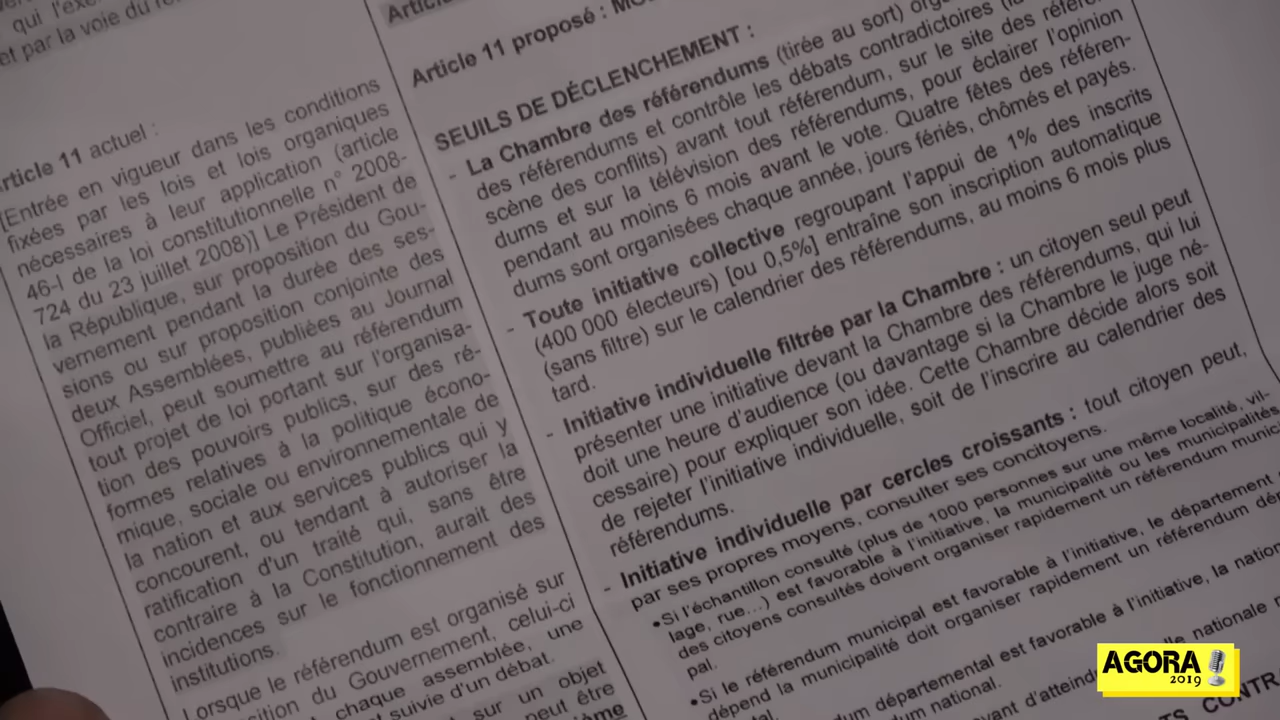 qui l'exe
et par la voie du ré
Article 11 actuel :
[Entrée en vigueur dans les conditions
fixées par les lois et lois organiques
nécessaires à leur application (article
46-I de la loi constitutionnelle n° 2008-
724 du 23 juillet 2008)] Le Président de
la République, sur proposition du Gou-
vernement pendant la durée des ses-
sions ou sur proposition conjointe des
deux Assemblées, publiées au Journal
Officiel, peut soumettre au référendum
tout projet de loi portant sur l'organisa-
tion des pouvoirs publics, sur des ré-
formes relatives à la politique écono-
mique, sociale ou environnementale de
la nation et aux services publics qui y
concourent, ou tendant à autoriser la
ratification d'un traité qui, sans être
contraire à la Constitution, aurait des
incidences sur le fonctionnement des
institutions.
Lorsque le référendum est organisé sur
sition du Gouvernement, celui-ci
chaque assemblée, une
suivie d'un débat.
sur un objet
peut être
ième
Article
Article 11 proposé :
SEUILS DE DÉCLENCHEMENT :
- La Chambre des référendums (tirée au sort) orga
des référendums et contrôle les débats contradictoires
scène des conflits) avant tout référendum, sur le site des référen-
dums et sur la télévision des référendums, pour éclairer l'opinion
pendant au moins 6 mois avant le vote. Quatre fêtes des référen-
dums sont organisées chaque année, jours fériés, chômés et payés.
- Toute initiative collective regroupant l'appui de 1% des inscrits
(400 000 électeurs) [ou 0,5%] entraîne son inscription automatique
(sans filtre) sur le calendrier des référendums, au moins 6 mois plus
tard.
- Initiative individuelle filtrée par la Chambre : un citoyen seul peut
présenter une initiative devant la Chambre des référendums, qui lui
doit une heure d'audience (ou davantage si la Chambre le juge né-
cessaire) pour expliquer son idée. Cette Chambre décide alors soit
de rejeter l'initiative individuelle, soit de l'inscrire au calendrier des
référendums.
- Initiative individuelle par cercles croissants : tout citoyen peut,
par ses propres moyens, consulter ses concitoyens.
•Si l'échantillon consulté (plus de 1000 personnes sur une même localité, vil-
lage, rue...) est favorable à l'initiative, la municipalité ou les municipalités
des citoyens consultés doivent organiser rapidement un référendum munici-
pal.
•Si le référendum municipal est favorable à l'initiative, le département
dépend la municipalité doit organiser rapidement un référendum dé
tal.
dum départemental est favorable à l'initiative, la nation
dum national.
avant d'atteind
lle nationale
TS, CONTR
AGORA
2019